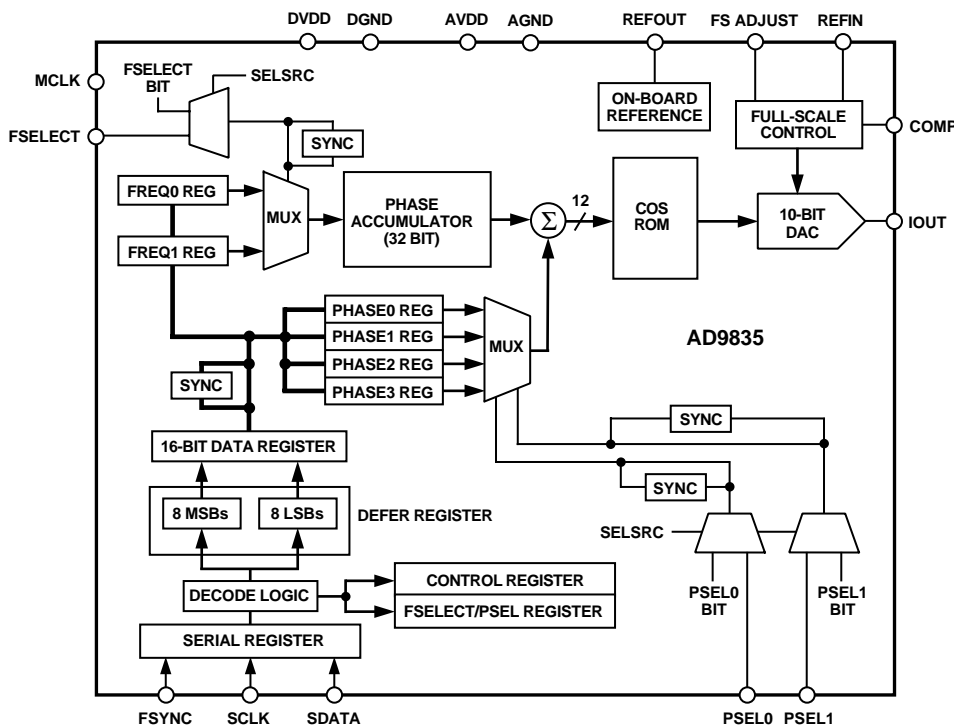 DVDD DGND AVDD AGND REFOUT FS ADJUST REFIN
MCLK
FSELECT
BIT
SELSRC
FSELECT
SYNC
ON-BOARD
REFERENCE
FULL-SCALE
CONTROL
COMP
FREQ0 REG
FREQ1 REG
MUX
PHASE
ACCUMULATOR
(32 BIT)
Σ
12
COS
ROM
10-BIT
DAC
IOUT
PHASE0 REG
PHASE1 REG
PHASE2 REG
PHASE3 REG
MUX
AD9835
SYNC
SYNC
SYNC
16-BIT DATA REGISTER
8 MSBs
8 LSBs
DEFER REGISTER
SELSRC
DECODE LOGIC
CONTROL REGISTER
FSELECT/PSEL REGISTER
PSEL0
BIT
PSEL1
BIT
SERIAL REGISTER
FSYNC SCLK SDATA PSEL0 PSEL1